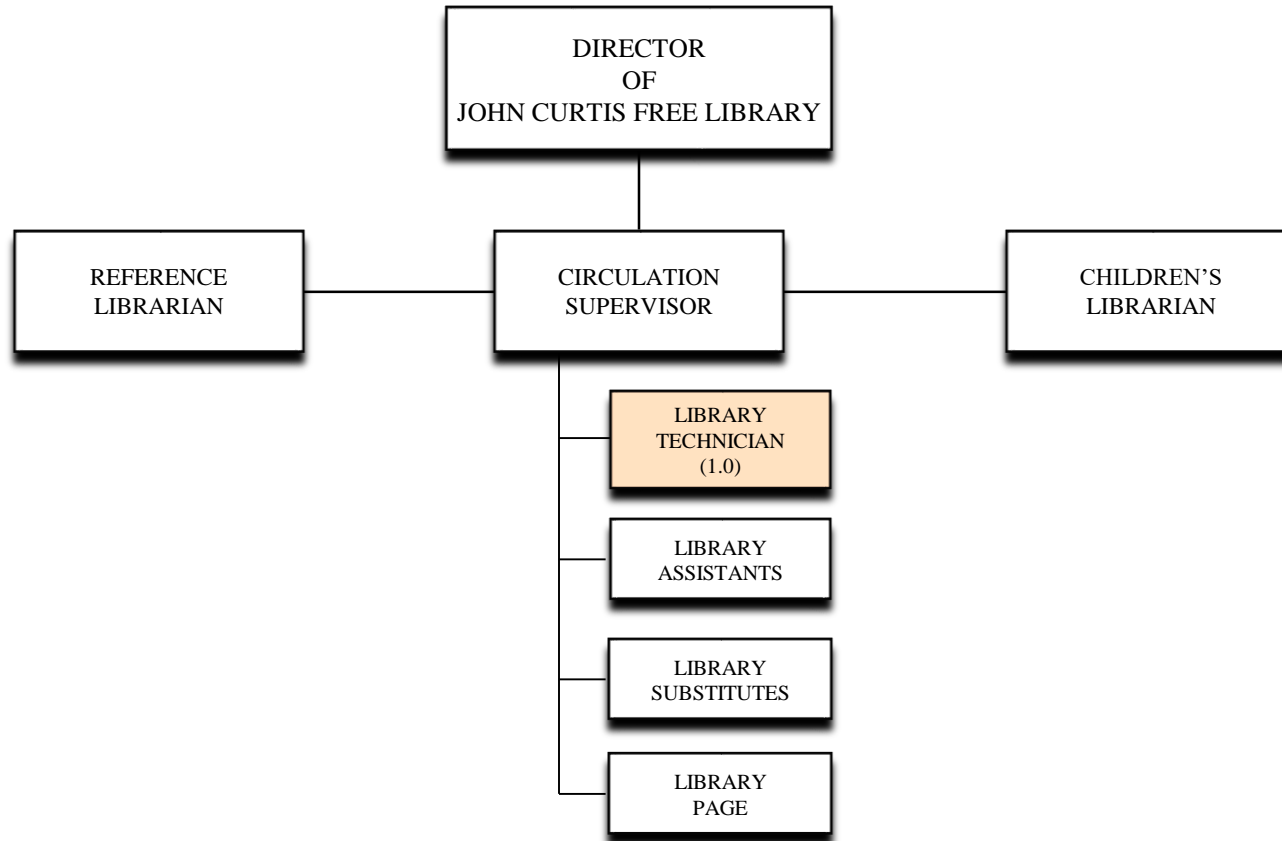 DIRECTOR
OF
JOHN CURTIS FREE LIBRARY
REFERENCE
LIBRARIAN
CIRCULATION
SUPERVISOR
CHILDREN’S
LIBRARIAN
LIBRARY
TECHNICIAN
(1.0)
LIBRARY
ASSISTANTS
LIBRARY
SUBSTITUTES
LIBRARY
PAGE